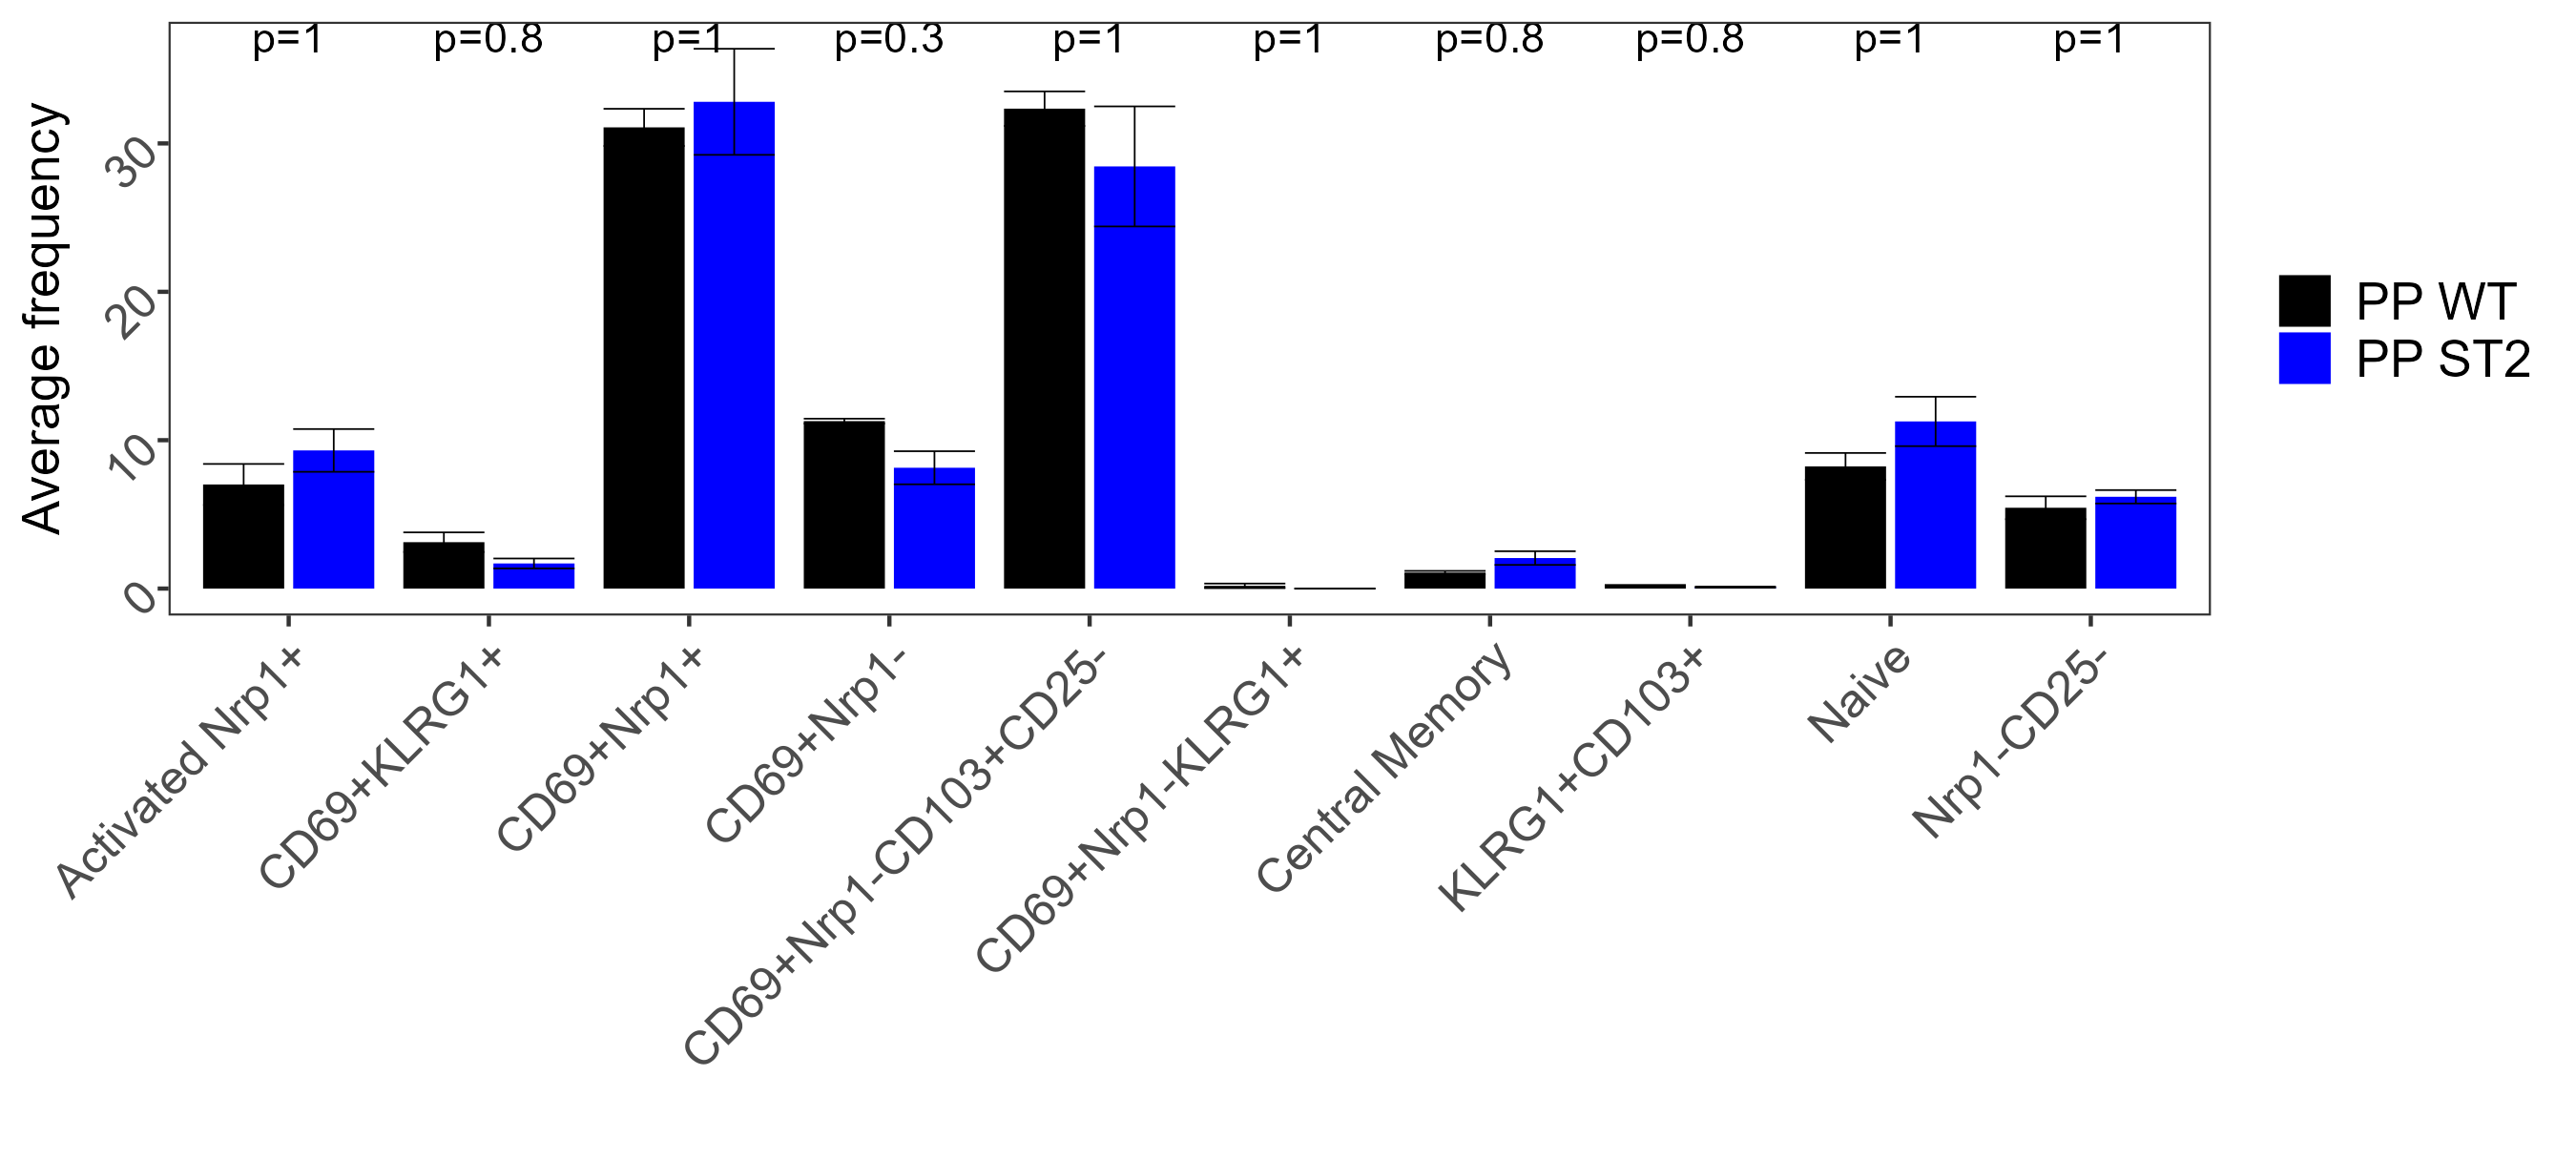 p=1 p=0.8 p=1 p=0.3 p=1 p=1 p=0.8 p=0.8 p=1 p=1
Average frequency
30
20
10
0
PP WT
PP ST2
Activated Nrp1+
CD69+KLRG1+
CD69+Nrp1+
CD69+Nrp1-
CD69+Nrp1-CD103+CD25-
CD69+Nrp1-KLRG1+
Central Memory
KLRG1+CD103+
Naive
Nrp1-CD25-